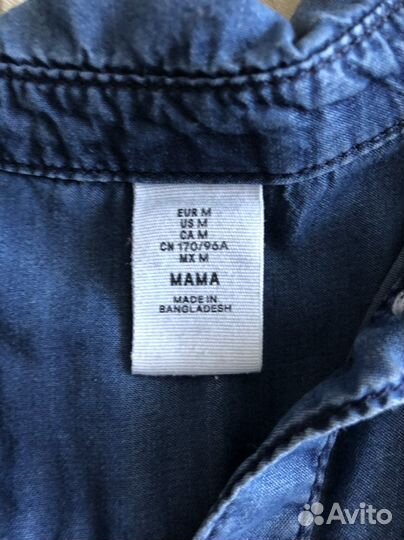 EUR M
US M
CA M
CN 170/96A
MX M
MAMA
MADE IN
BANGLADESH
Avito